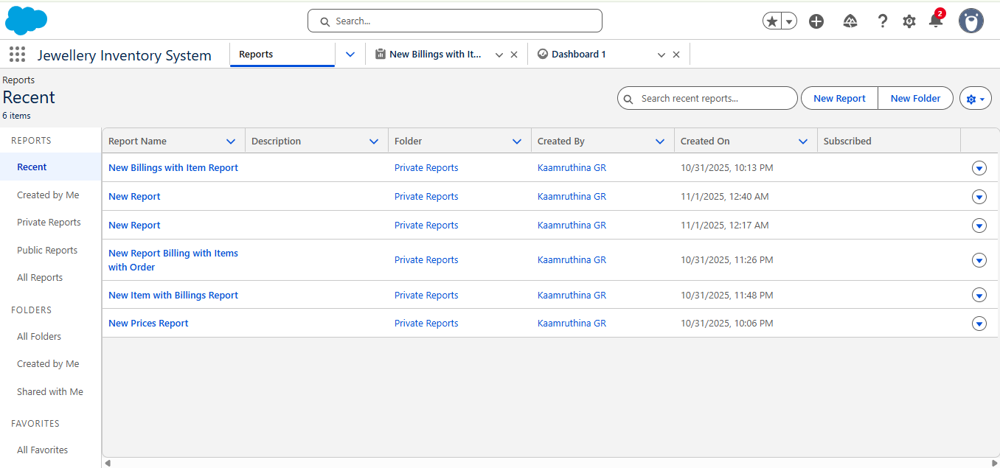 Search...
2
Jewellery Inventory System
Reports
New Billings with It...
Dashboard 1
Reports
Recent
6 items
Search recent reports...
New Report
New Folder
REPORTS
Recent
Created by Me
Private Reports
Public Reports
All Reports
FOLDERS
All Folders
Created by Me
Shared with Me
FAVORITES
All Favorites
Report Name Description Folder Created By Created On Subscribed
New Billings with Item Report Private Reports Kaamruthina GR 10/31/2025, 10:13 PM
New Report Private Reports Kaamruthina GR 11/1/2025, 12:40 AM
New Report Private Reports Kaamruthina GR 11/1/2025, 12:17 AM
New Report Billing with Items
with Order Private Reports Kaamruthina GR 10/31/2025, 11:26 PM
New Item with Billings Report Private Reports Kaamruthina GR 10/31/2025, 11:48 PM
New Prices Report Private Reports Kaamruthina GR 10/31/2025, 10:06 PM